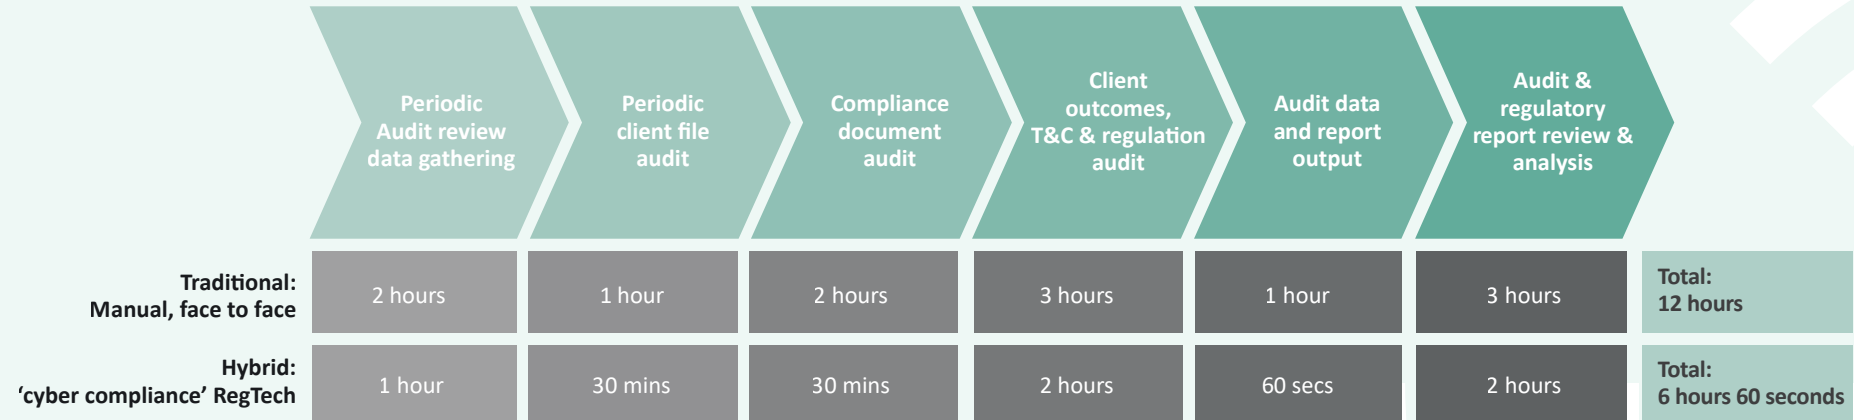 Periodic
Audit review
data gathering
Periodic
client file
audit
Compliance
document
audit
Client
outcomes,
T&C & regulation
audit
Audit data
and report
output
Audit &
regulatory
report review &
analysis
Traditional:
Manual, face to face
2 hours
1 hour
2 hours
3 hours
1 hour
3 hours
Total:
12 hours
Hybrid:
‘cyber compliance’ RegTech
1 hour
30 mins
30 mins
2 hours
60 secs
2 hours
Total:
6 hours 60 seconds